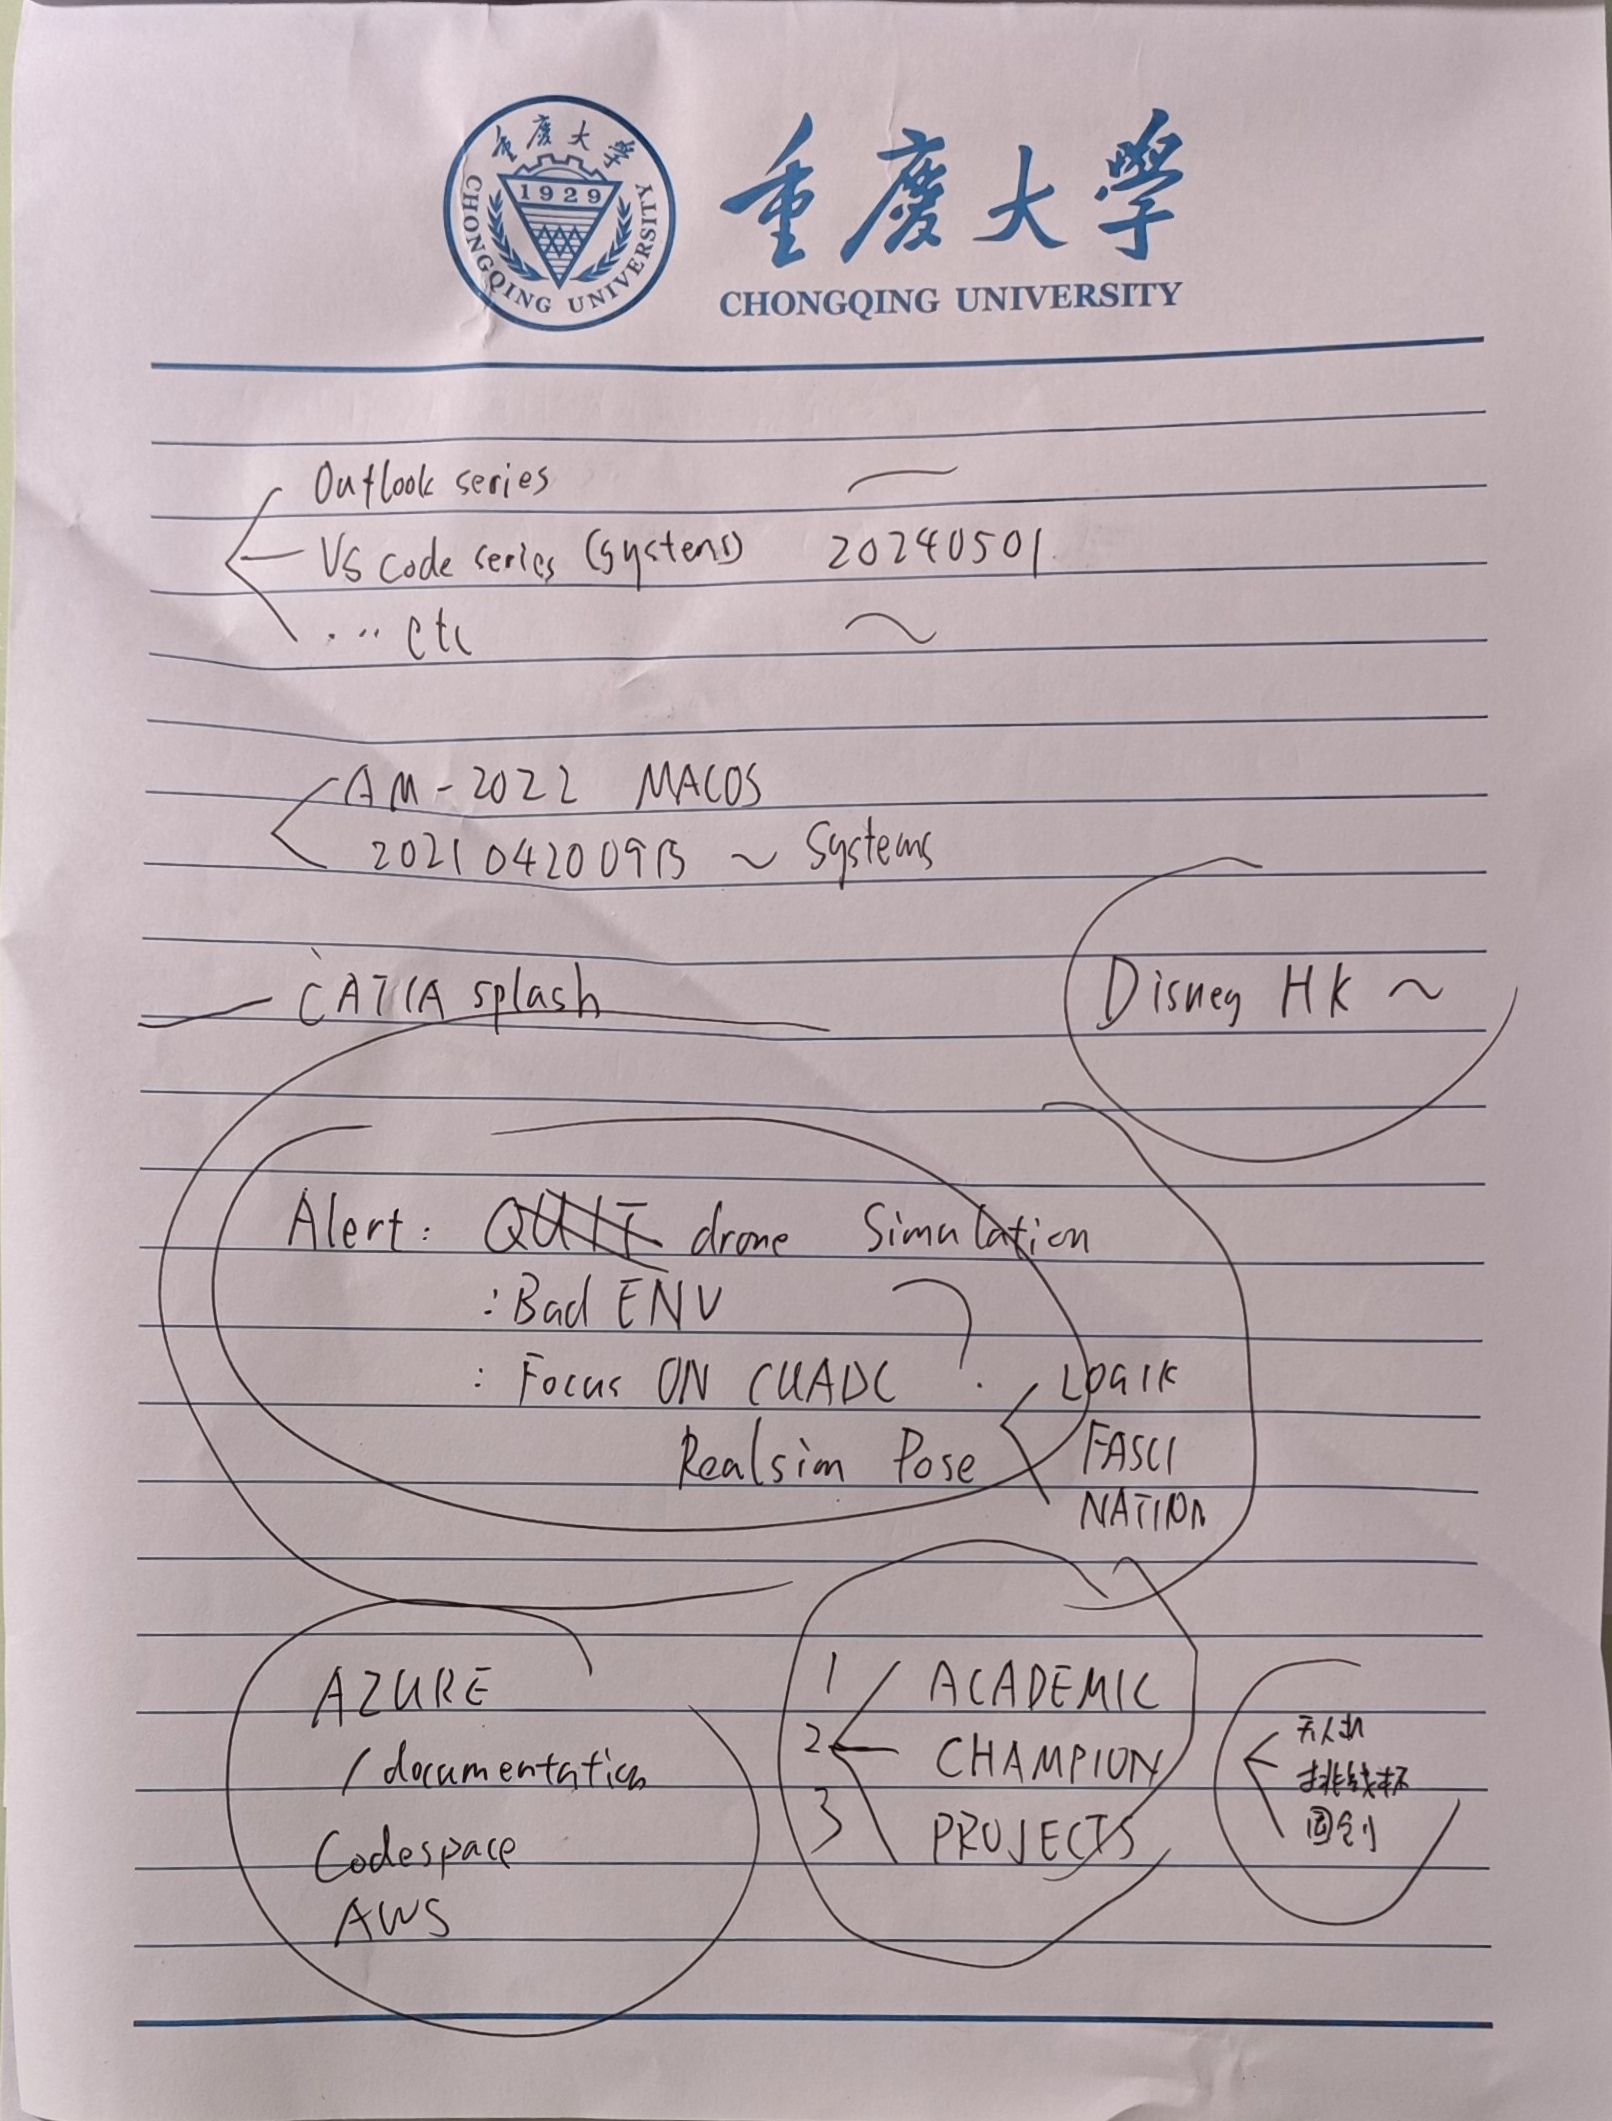 重慶大学
1929
CHONGQING UNIVERSITY
重慶大學
CHONGQING UNIVERSITY
Outlook series
VS code series (systems) 20240501
... etc
AM-2022 MACOS
2021042009B ~ Systems
CATIA splash
Disney HK ~
Alert: QUIT drone Simulation
: Bad ENV ?
: Focus ON CUADC
LOGIK
Realsim Pose
FASCI
NATION
AZURE
/documentation
Codespace
AWS
1 ACADEMIC
2 CHAMPION
3 PROJECTS
无人机
挑战杯
国创